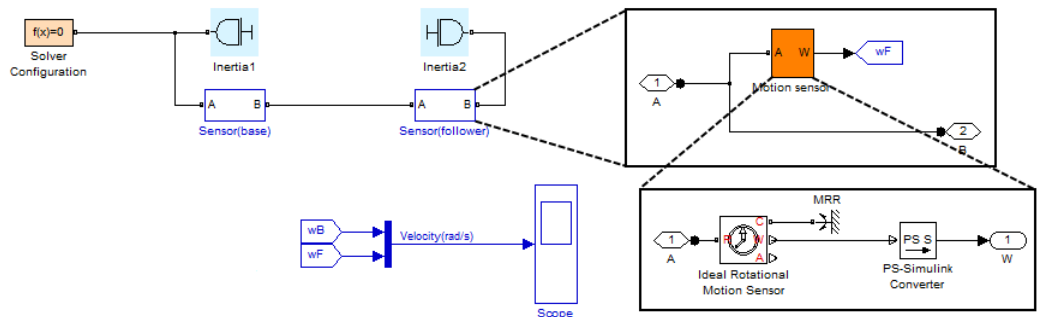 f(x)=0
Solver
Configuration
Inertia1
Inertia2
A B
Sensor(base)
A B
Sensor(follower)
1
A
A W
Motion sensor
wF
2
B
wB
wF
Velocity(rad/s)
Scope
1
A
R C W A
Ideal Rotational
Motion Sensor
MRR
PS S
PS-Simulink
Converter
1
W